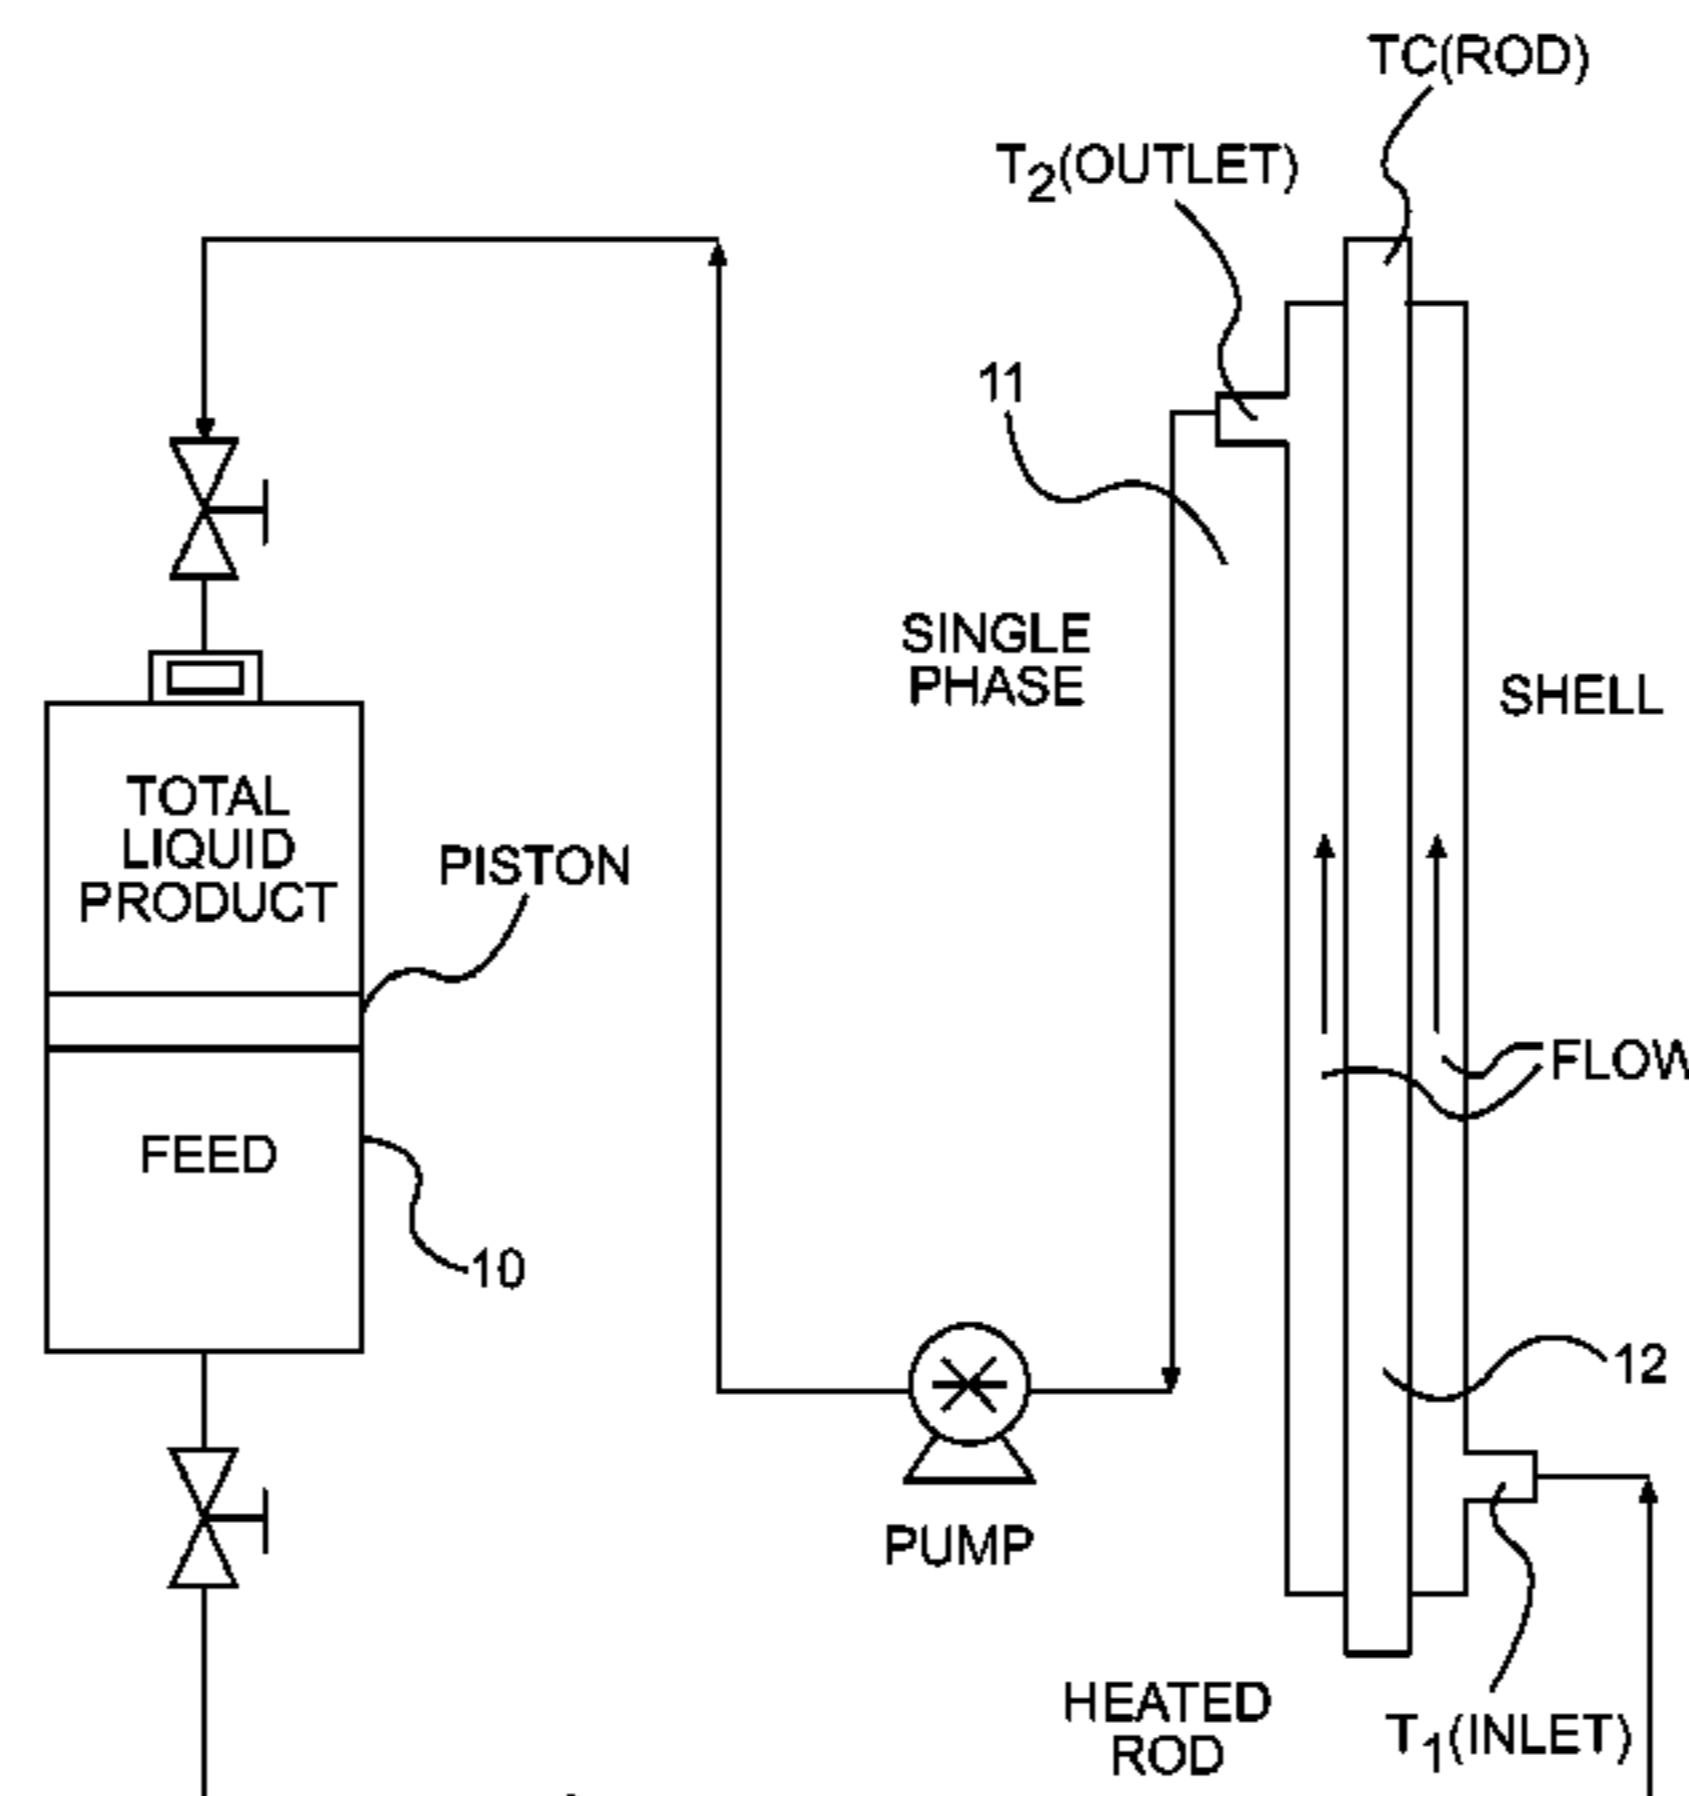 TC(ROD)
T2(OUTLET)
11
SINGLE
PHASE
SHELL
TOTAL
LIQUID
PRODUCT
PISTON
FLOW
FEED
10
12
PUMP
HEATED
ROD
T1(INLET)